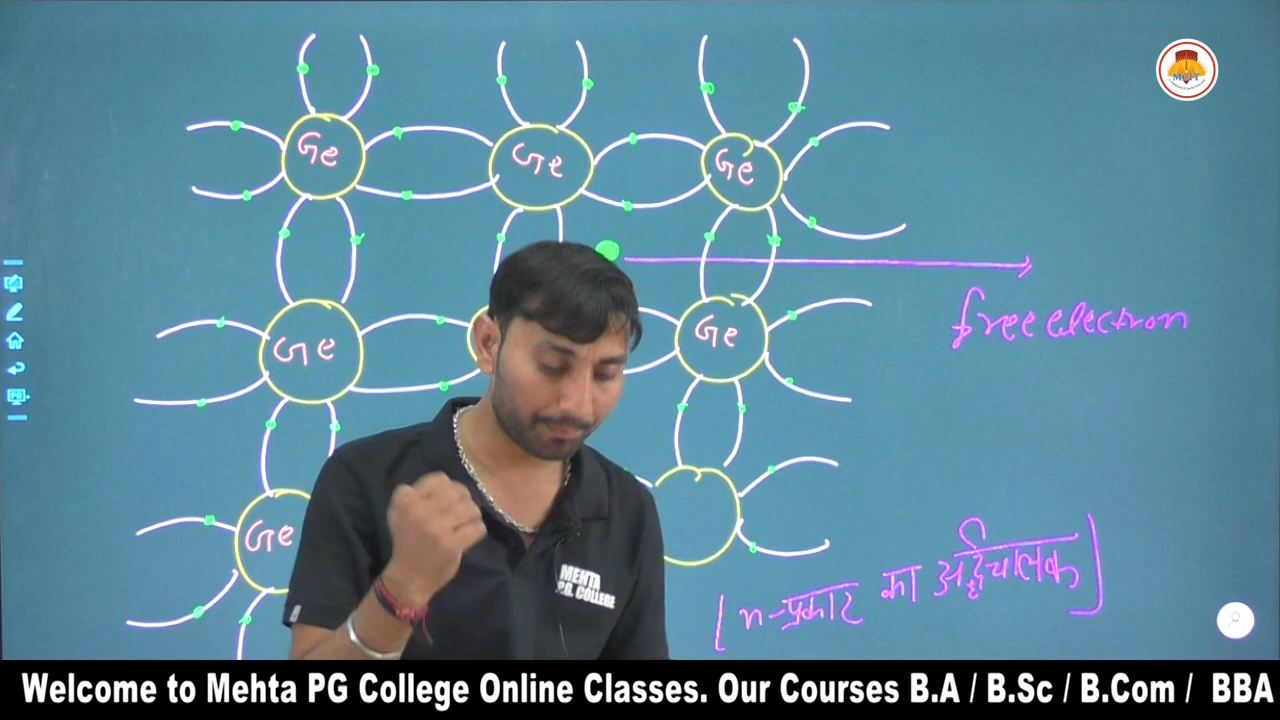 Ge Ge Ge
free electron
Ge Ge
Ge
[n-प्रकार का अर्द्धचालक]
MEHTA
P.G. COLLEGE
Welcome to Mehta PG College Online Classes. Our Courses B.A / B.Sc / B.Com / BBA